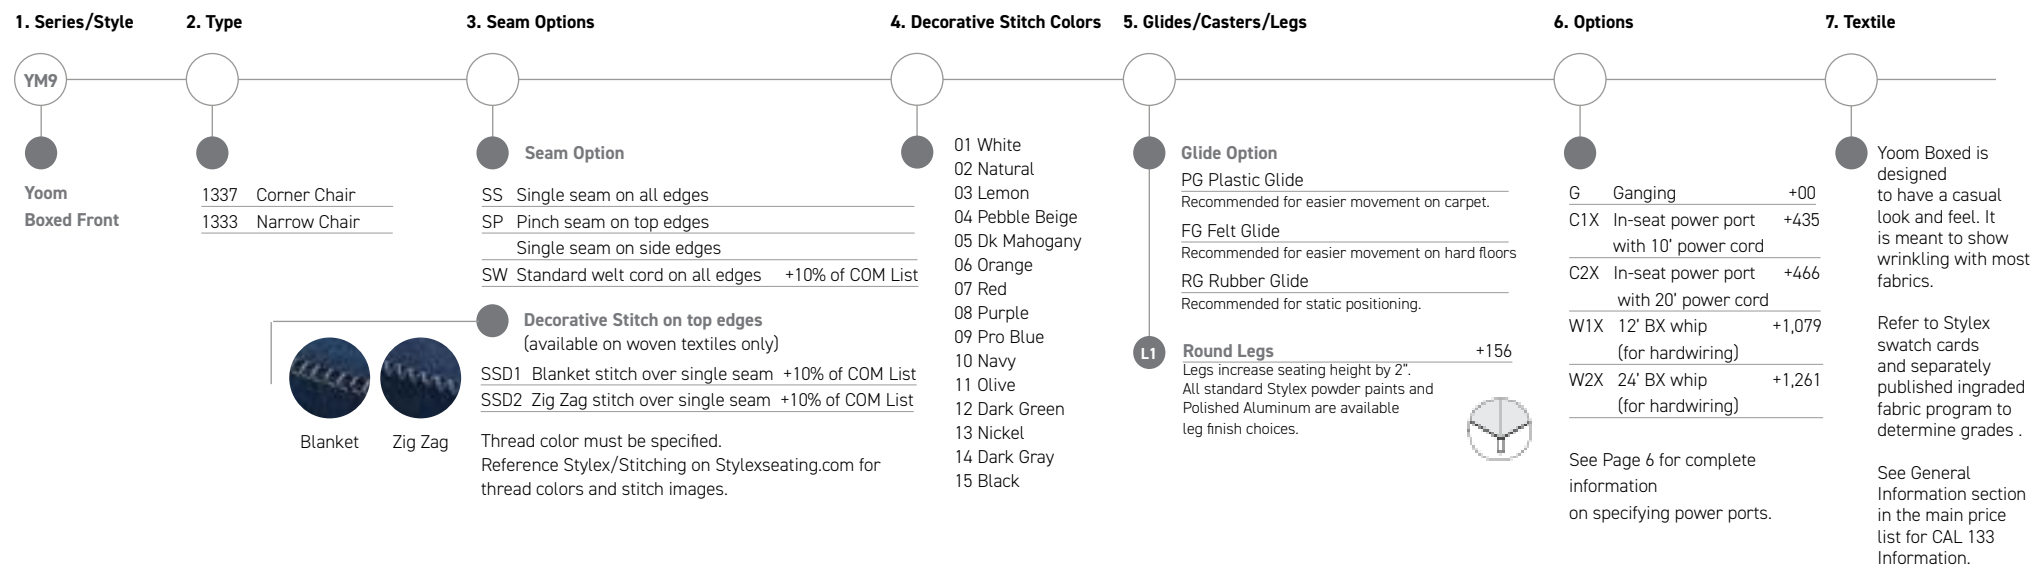 1. Series/Style
2. Type
3. Seam Options
4. Decorative Stitch Colors
5. Glides/Casters/Legs
6. Options
7. Textile
YM9
Yoom
Boxed Front
1337 Corner Chair
1333 Narrow Chair
Seam Option
SS Single seam on all edges
SP Pinch seam on top edges
Single seam on side edges
SW Standard welt cord on all edges +10% of COM List
Decorative Stitch on top edges
(available on woven textiles only)
SSD1 Blanket stitch over single seam +10% of COM List
SSD2 Zig Zag stitch over single seam +10% of COM List
Blanket
Zig Zag
Thread color must be specified.
Reference Stylex/Stitching on Stylexseating.com for
thread colors and stitch images.
01 White
02 Natural
03 Lemon
04 Pebble Beige
05 Dk Mahogany
06 Orange
07 Red
08 Purple
09 Pro Blue
10 Navy
11 Olive
12 Dark Green
13 Nickel
14 Dark Gray
15 Black
Glide Option
PG Plastic Glide
Recommended for easier movement on carpet.
FG Felt Glide
Recommended for easier movement on hard floors
RG Rubber Glide
Recommended for static positioning.
L1
Round Legs +156
Legs increase seating height by 2".
All standard Stylex powder paints and
Polished Aluminum are available
leg finish choices.
G Ganging +00
C1X In-seat power port +435
with 10' power cord
C2X In-seat power port +466
with 20' power cord
W1X 12' BX whip +1,079
(for hardwiring)
W2X 24' BX whip +1,261
(for hardwiring)
See Page 6 for complete
information
on specifying power ports.
Yoom Boxed is
designed
to have a casual
look and feel. It
is meant to show
wrinkling with most
fabrics.
Refer to Stylex
swatch cards
and separately
published ingraded
fabric program to
determine grades .
See General
Information section
in the main price
list for CAL 133
Information.